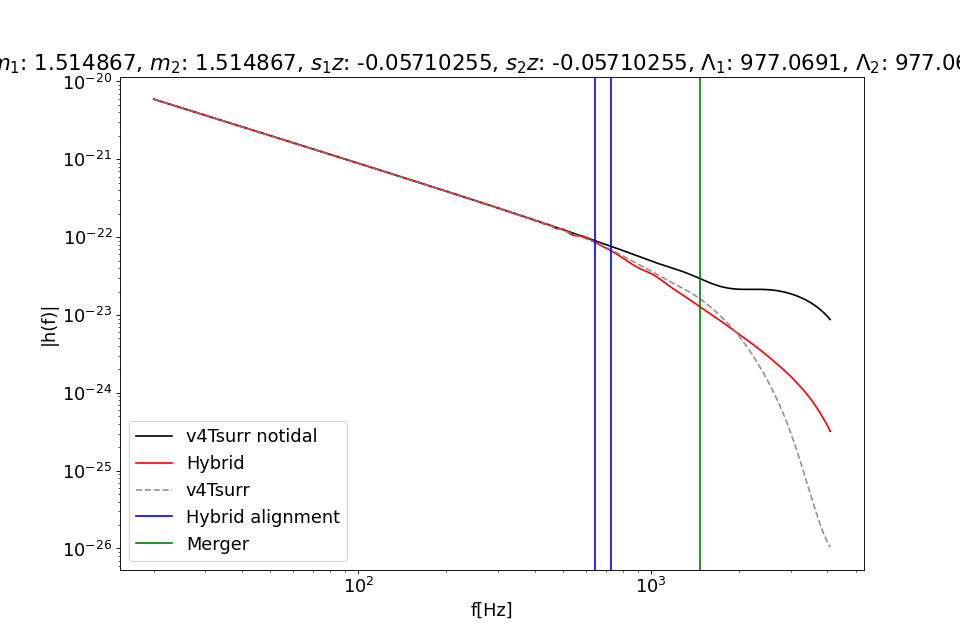 m₁: 1.514867, m₂: 1.514867, s₁z: -0.05710255, s₂z: -0.05710255, Λ₁: 977.0691, Λ₂: 977.06
10⁻²⁰
10⁻²¹
10⁻²²
10⁻²³
10⁻²⁴
10⁻²⁵
10⁻²⁶
|h(f)|
v4Tsurr notidal
Hybrid
v4Tsurr
Hybrid alignment
Merger
10² 10³
f[Hz]